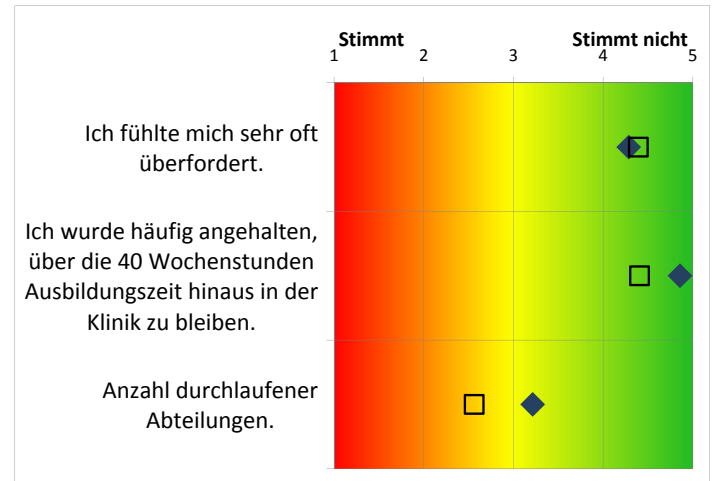 Stimmt Stimmt nicht
1 2 3 4 5
Ich fühlte mich sehr oft
überfordert.
Ich wurde häufig angehalten,
über die 40 Wochenstunden
Ausbildungszeit hinaus in der
Klinik zu bleiben.
Anzahl durchlaufener
Abteilungen.